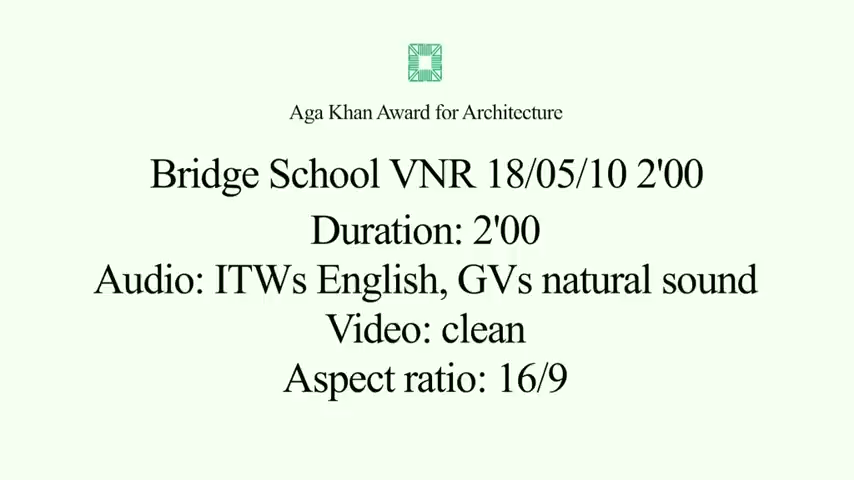 Aga Khan Award for Architecture
Bridge School VNR 18/05/10 2'00
Duration: 2'00
Audio: ITWs English, GVs natural sound
Video: clean
Aspect ratio: 16/9